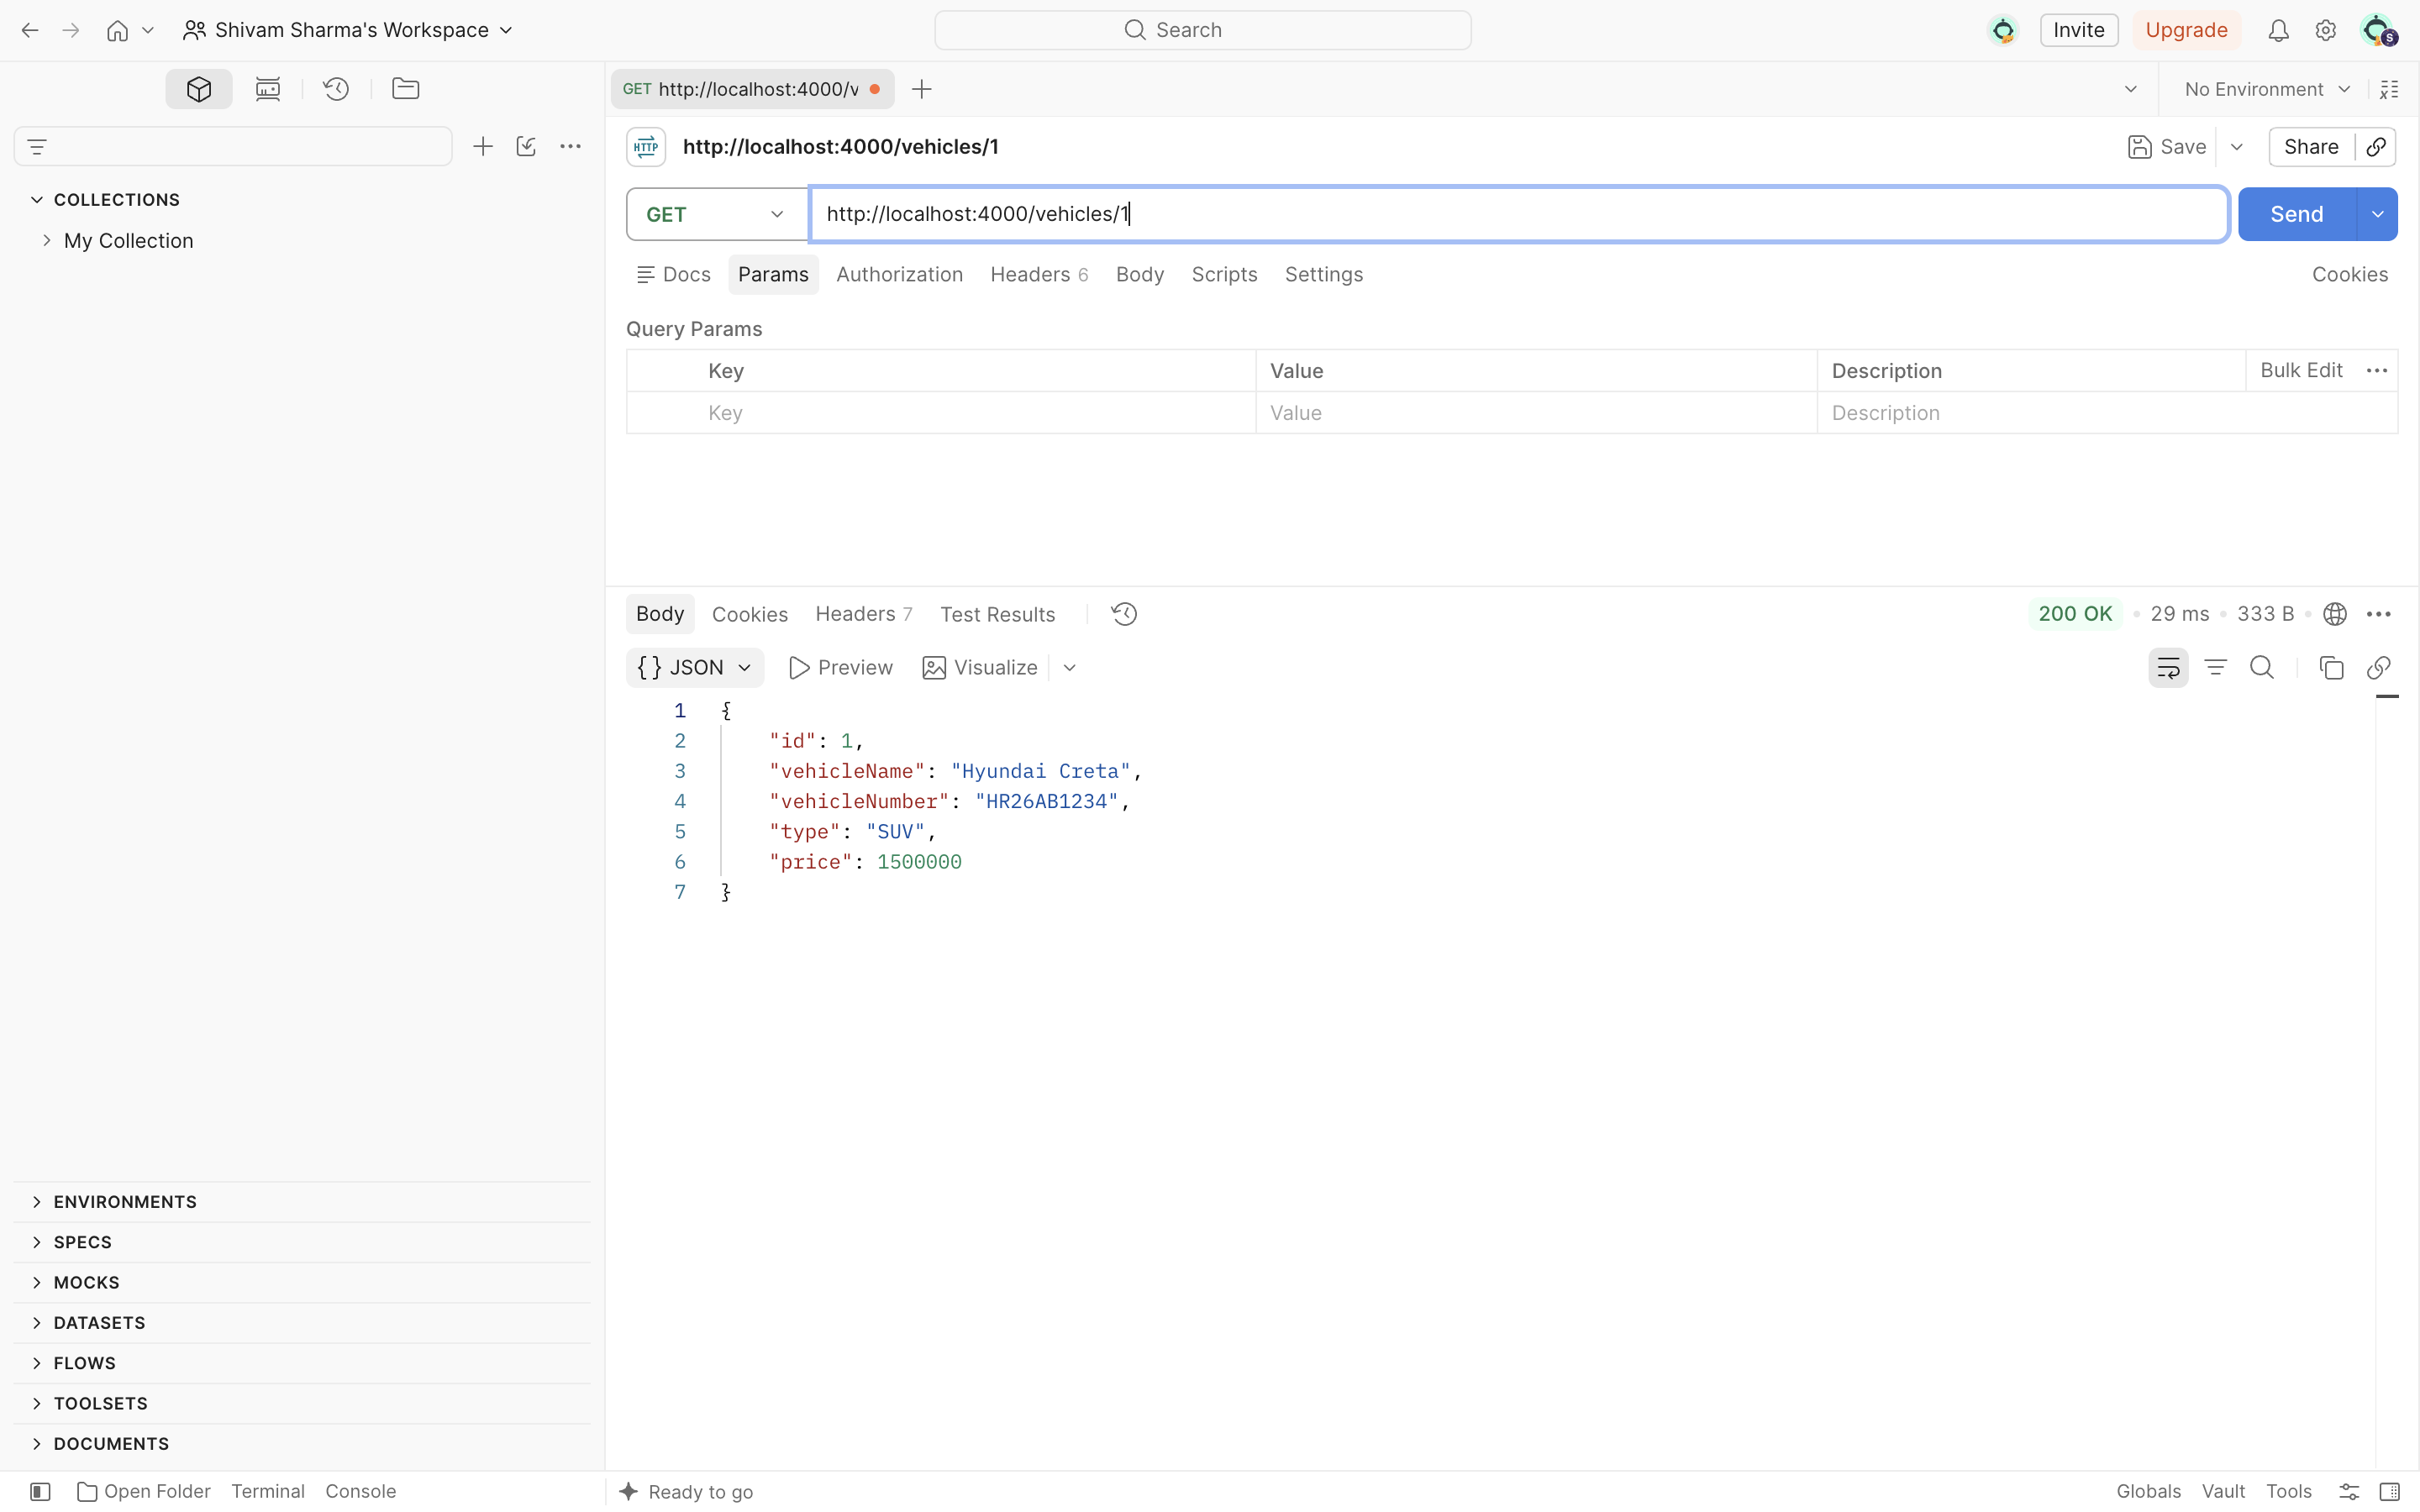 Shivam Sharma's Workspace
Search
Invite
Upgrade
S
GET http://localhost:4000/v
No Environment
HTTP
http://localhost:4000/vehicles/1
Save
Share
COLLECTIONS
My Collection
GET
http://localhost:4000/vehicles/1
Send
Docs
Params
Authorization
Headers 6
Body
Scripts
Settings
Cookies
Query Params
Key Value Description Bulk Edit
Key Value Description
Body
Cookies
Headers 7
Test Results
200 OK • 29 ms • 333 B
{} JSON
Preview
Visualize
1 {
2 "id": 1,
3 "vehicleName": "Hyundai Creta",
4 "vehicleNumber": "HR26AB1234",
5 "type": "SUV",
6 "price": 1500000
7 }
ENVIRONMENTS
SPECS
MOCKS
DATASETS
FLOWS
TOOLSETS
DOCUMENTS
Open Folder
Terminal
Console
Ready to go
Globals
Vault
Tools